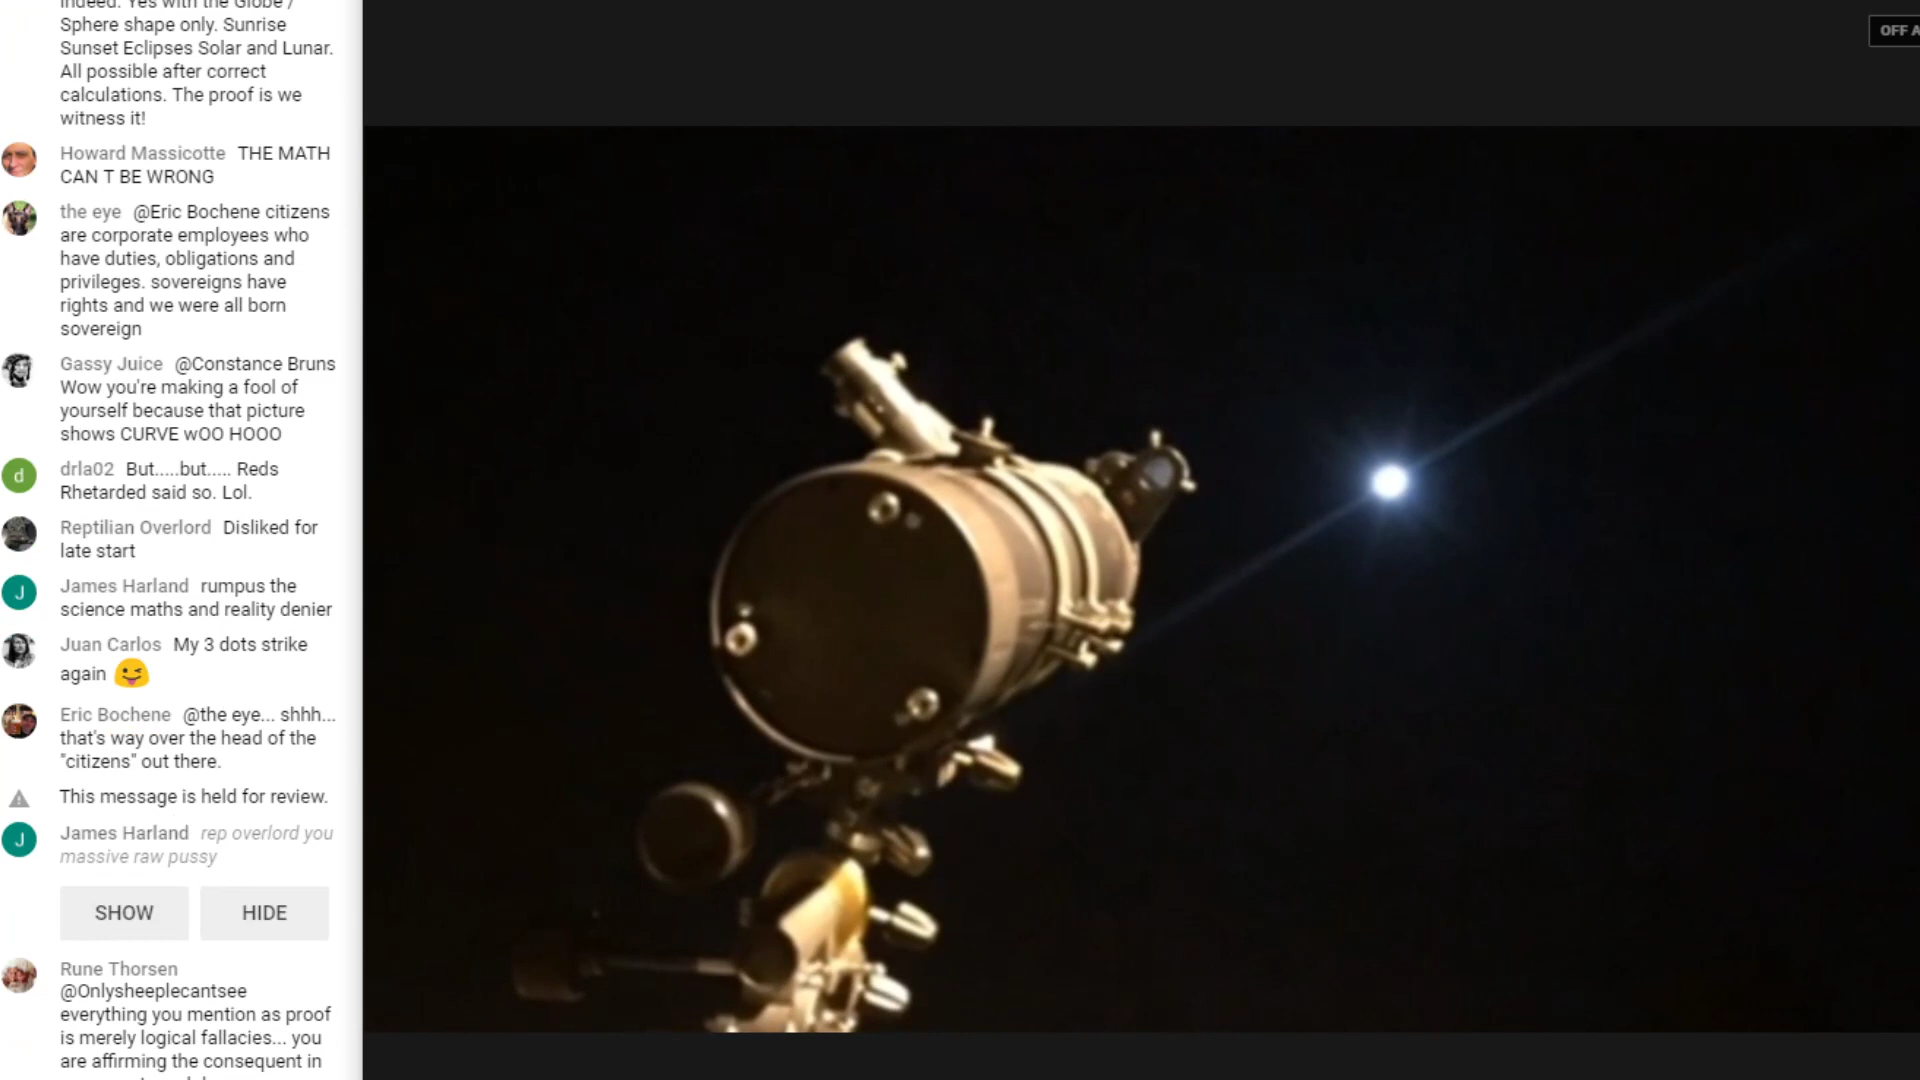 indeed. Yes with the Globe /
Sphere shape only. Sunrise
Sunset Eclipses Solar and Lunar.
All possible after correct
calculations. The proof is we
witness it!
Howard Massicotte THE MATH
CAN T BE WRONG
the eye @Eric Bochene citizens
are corporate employees who
have duties, obligations and
privileges. sovereigns have
rights and we were all born
sovereign
Gassy Juice @Constance Bruns
Wow you're making a fool of
yourself because that picture
shows CURVE wOO HOOO
d drla02 But.....but..... Reds
Rhetarded said so. Lol.
Reptilian Overlord Disliked for
late start
J James Harland rumpus the
science maths and reality denier
Juan Carlos My 3 dots strike
again 😜
Eric Bochene @the eye... shhh...
that's way over the head of the
"citizens" out there.
This message is held for review.
J James Harland rep overlord you
massive raw pussy
SHOW HIDE
Rune Thorsen
@Onlysheeplecantsee
everything you mention as proof
is merely logical fallacies... you
are affirming the consequent in
OFF A